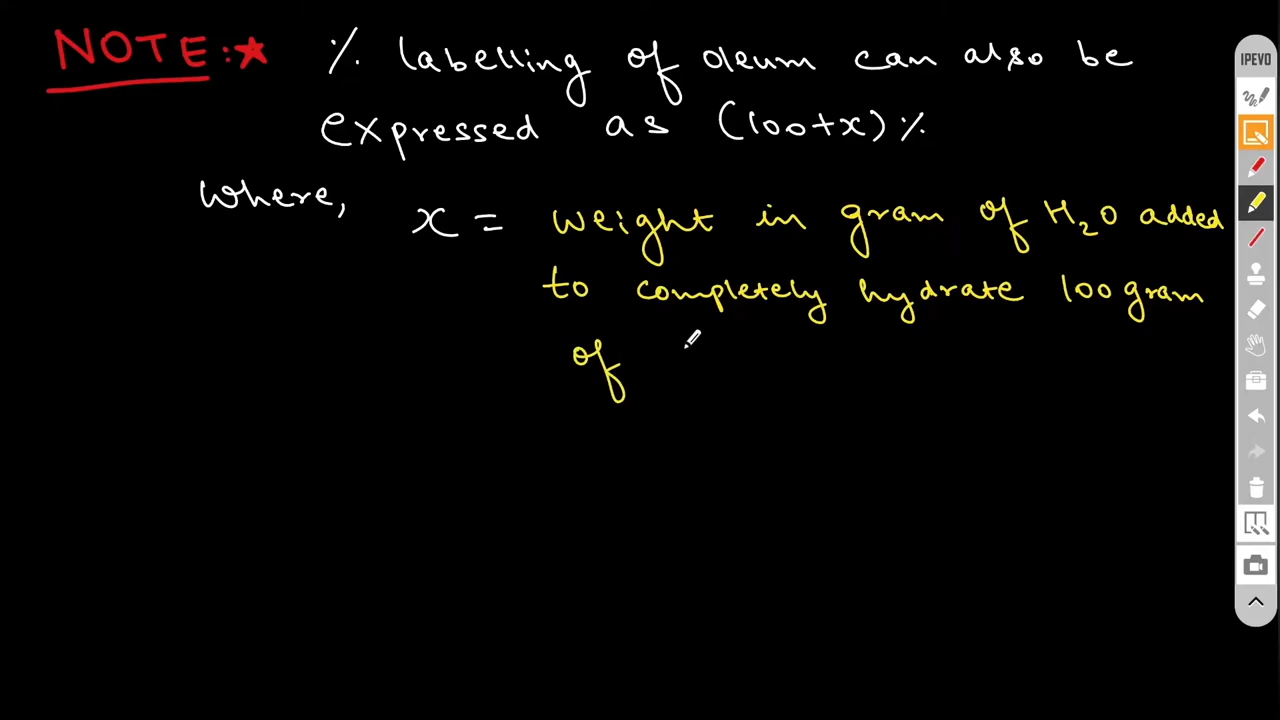 NOTE:★ % labelling of oleum can also be
expressed as (100+x)%
where,
x = weight in gram of H₂O added
to completely hydrate 100 gram
of
IPEVO